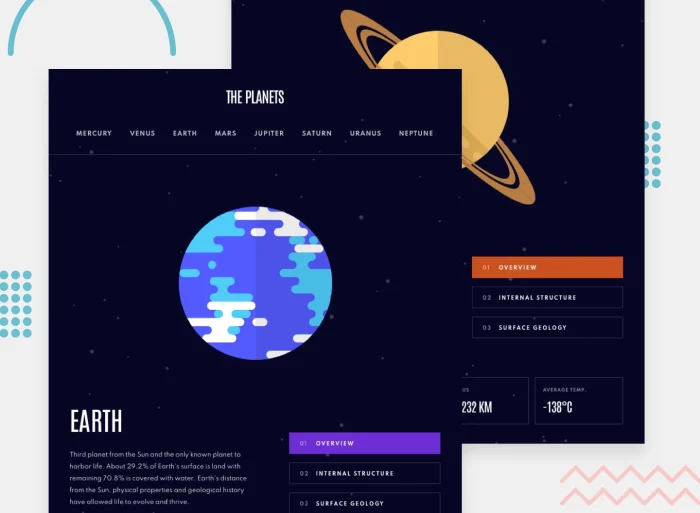 THE PLANETS
MERCURY VENUS EARTH MARS JUPITER SATURN URANUS NEPTUNE
EARTH
Third planet from the Sun and the only known planet to
harbor life. About 29.2% of Earth's surface is land with
remaining 70.8% is covered with water. Earth's distance
from the Sun, physical properties and geological history
have allowed life to evolve and thrive.
01 OVERVIEW
02 INTERNAL STRUCTURE
03 SURFACE GEOLOGY
01 OVERVIEW
02 INTERNAL STRUCTURE
03 SURFACE GEOLOGY
US
232 KM
AVERAGE TEMP.
-138°C